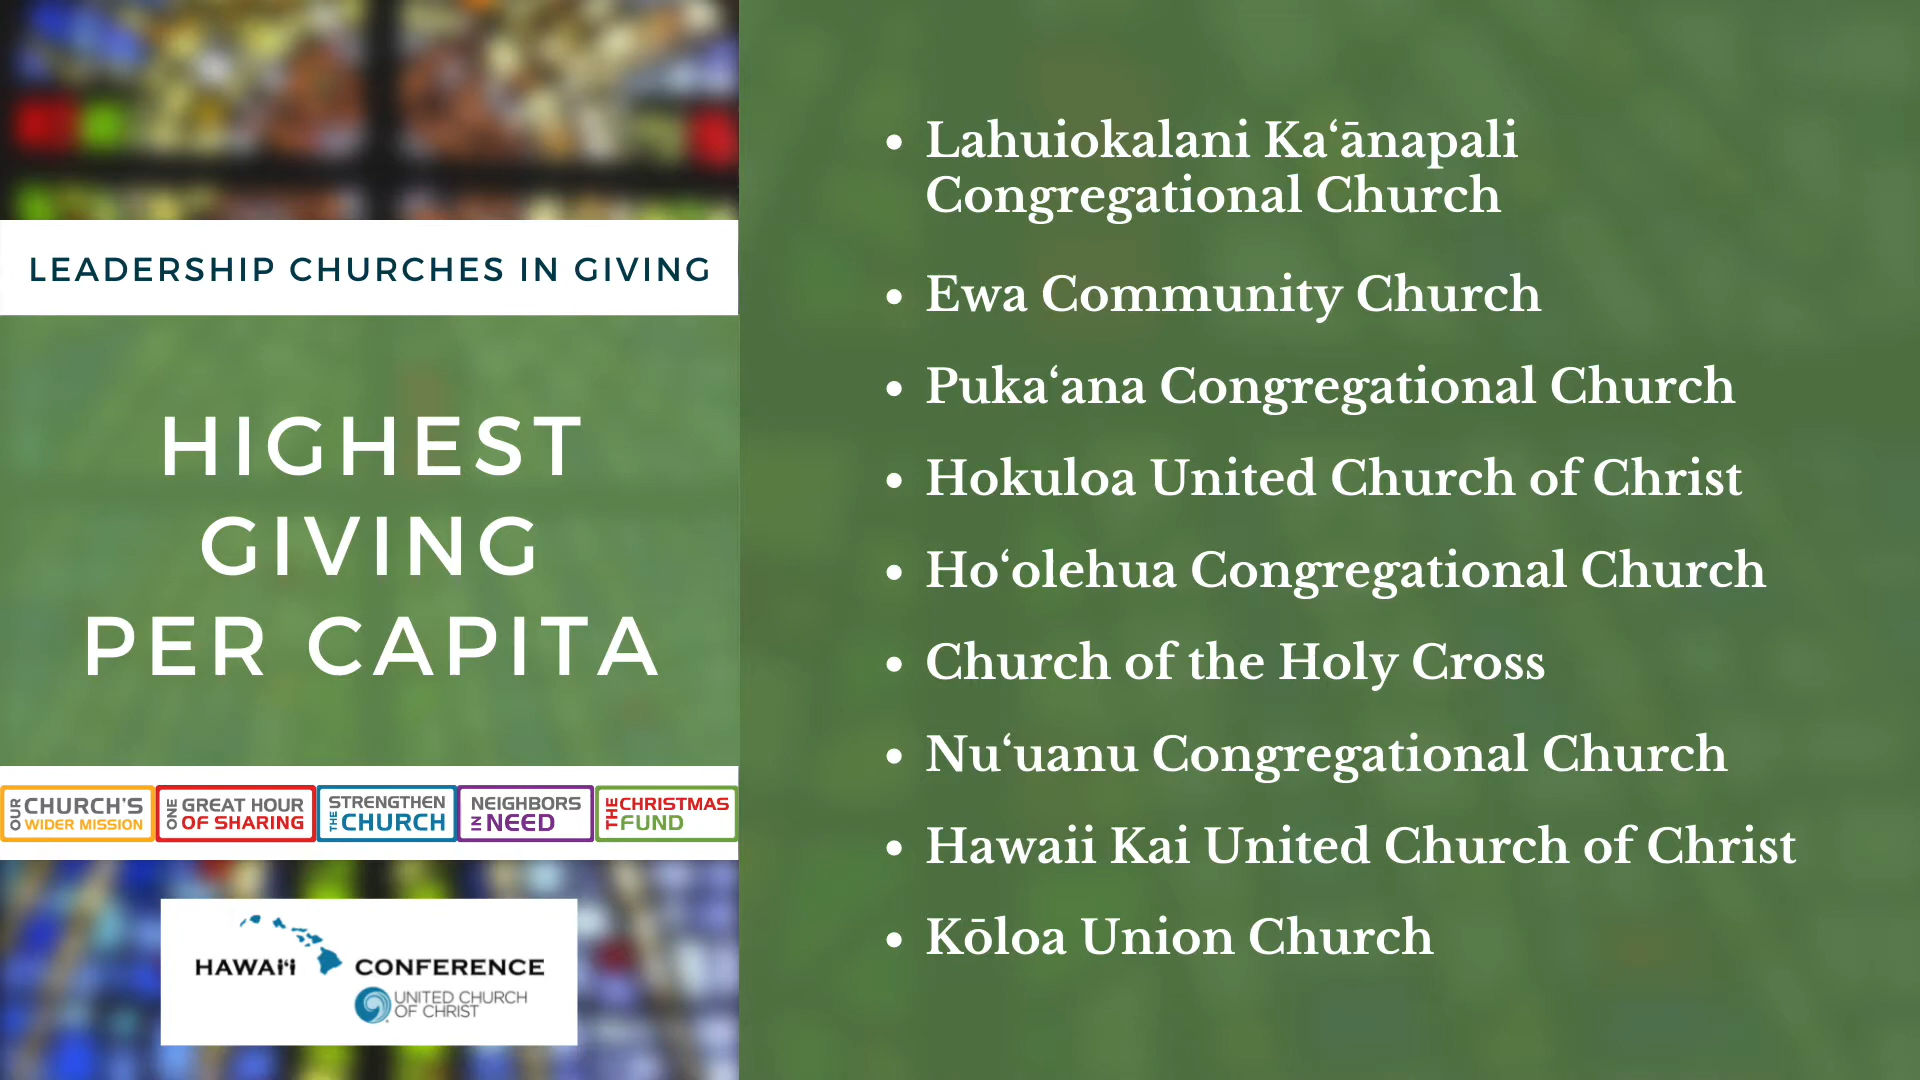 LEADERSHIP CHURCHES IN GIVING
HIGHEST
GIVING
PER CAPITA
OUR CHURCH'S WIDER MISSION
ONE GREAT HOUR OF SHARING
STRENGTHEN THE CHURCH
NEIGHBORS IN NEED
THE CHRISTMAS FUND
HAWAIʻI CONFERENCE
UNITED CHURCH
OF CHRIST
• Lahuiokalani Kaʻānapali
Congregational Church
• Ewa Community Church
• Pukaʻana Congregational Church
• Hokuloa United Church of Christ
• Hoʻolehua Congregational Church
• Church of the Holy Cross
• Nuʻuanu Congregational Church
• Hawaii Kai United Church of Christ
• Kōloa Union Church